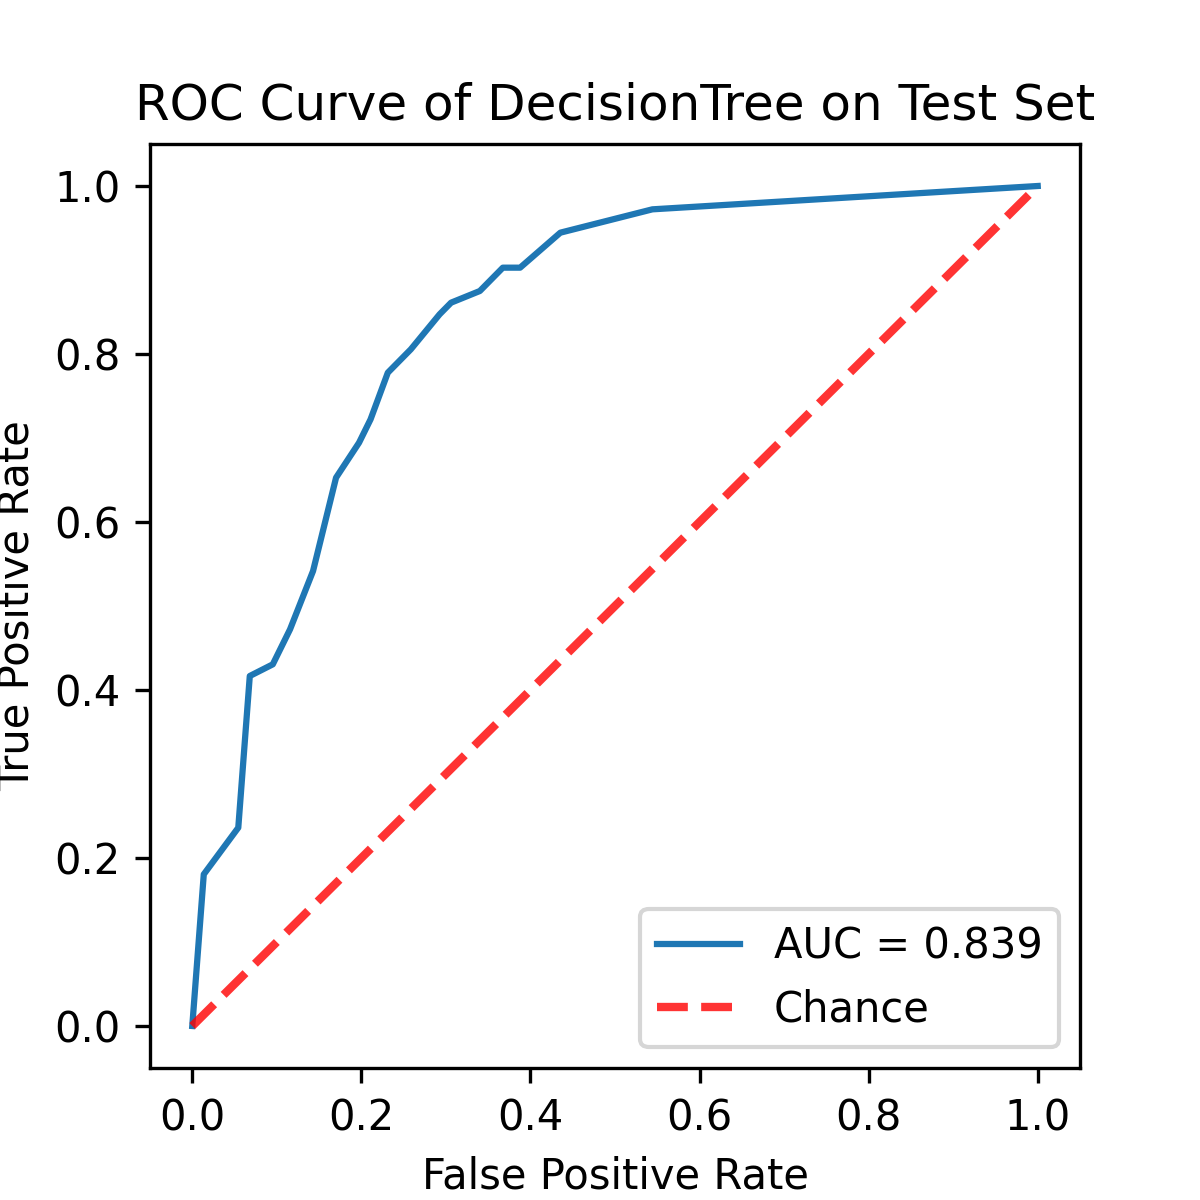 ROC Curve of DecisionTree on Test Set
1.0
0.8
0.6
0.4
0.2
0.0
True Positive Rate
AUC = 0.839
Chance
0.0 0.2 0.4 0.6 0.8 1.0
False Positive Rate